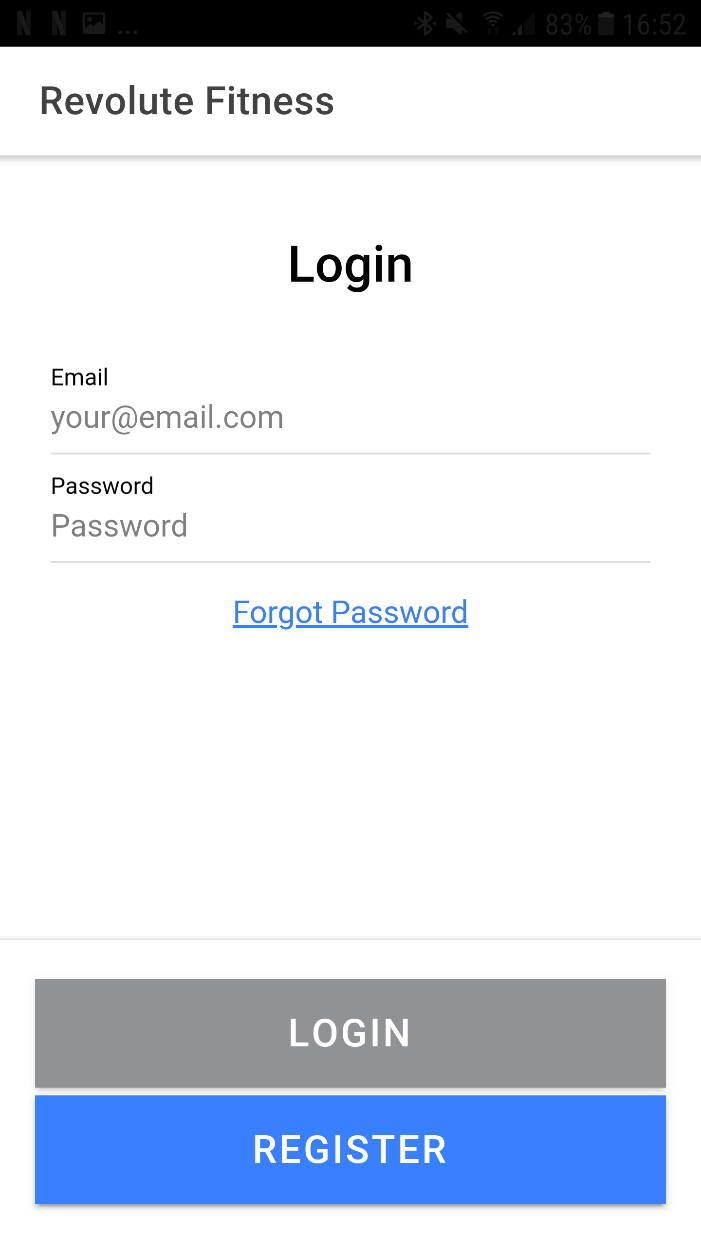 N N ... 83% 16:52
Revolute Fitness
Login
Email
your@email.com
Password
Password
Forgot Password
LOGIN
REGISTER